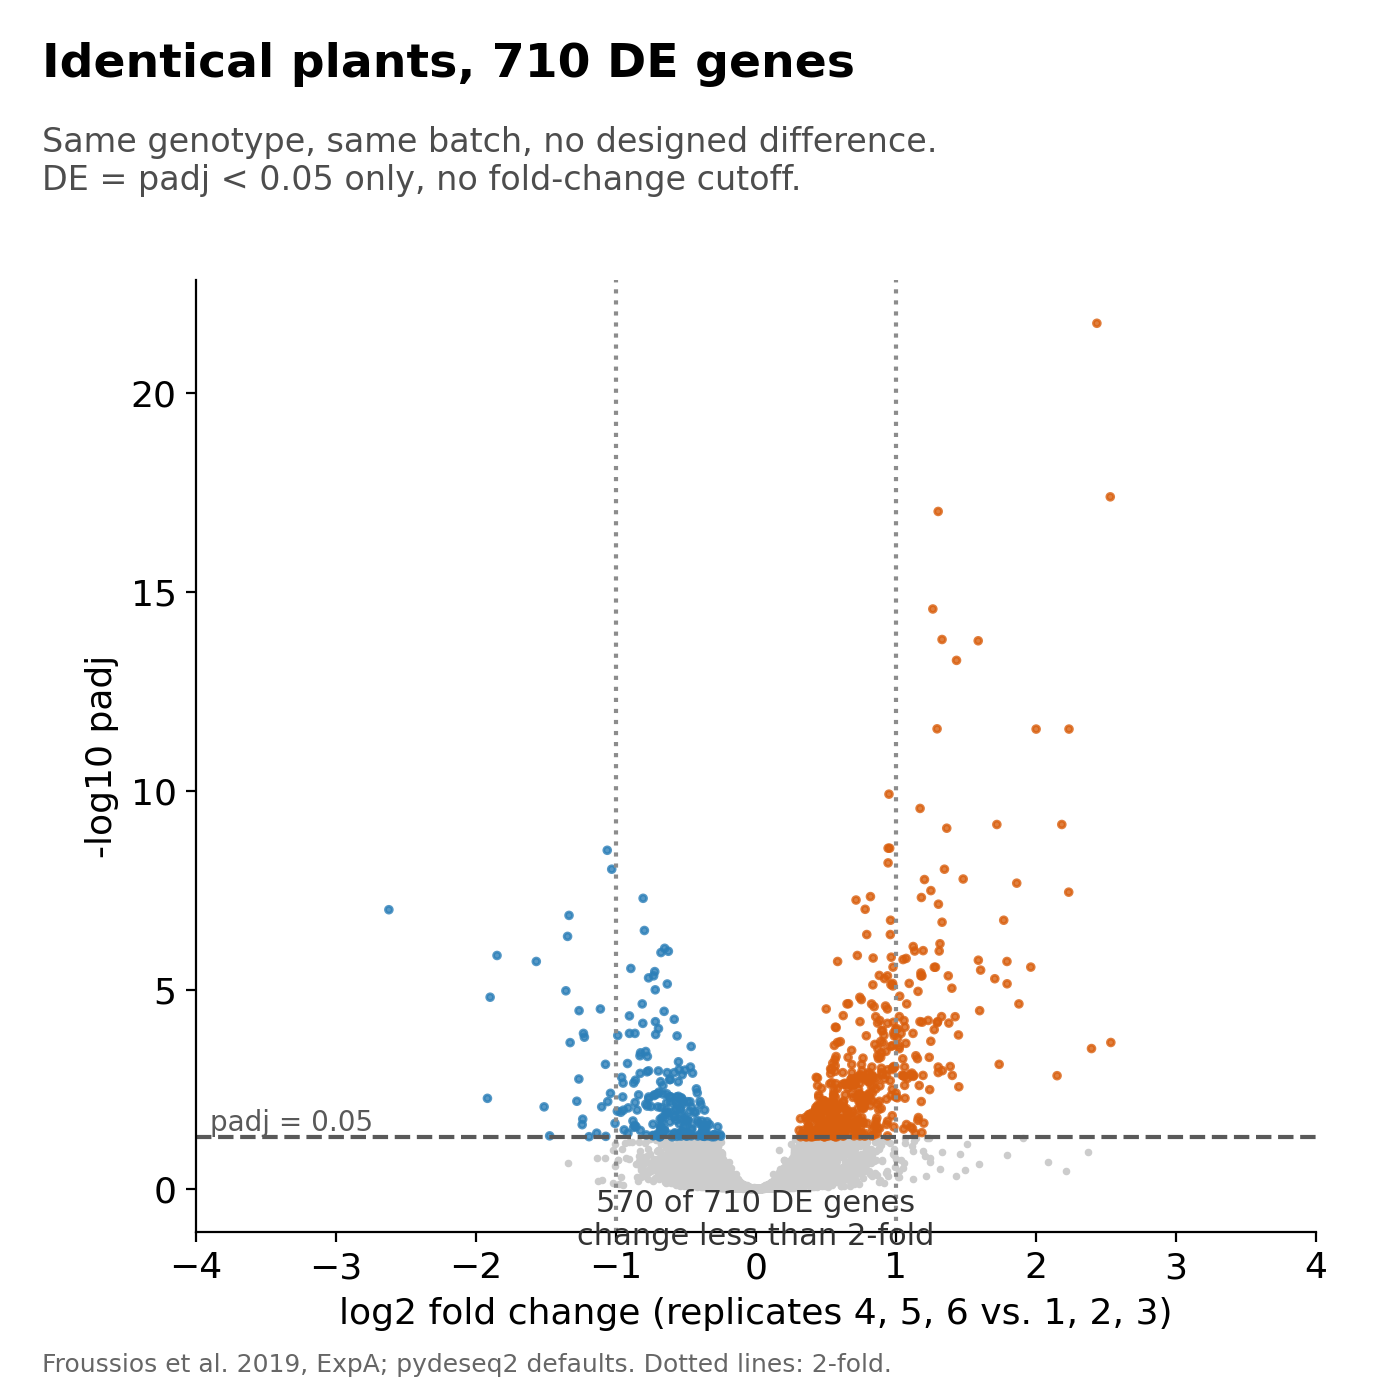 Identical plants, 710 DE genes
Same genotype, same batch, no designed difference.
DE = padj < 0.05 only, no fold-change cutoff.
20
15
10
5
0
-log10 padj
padj = 0.05
570 of 710 DE genes
change less than 2-fold
−4 −3 −2 −1 0 1 2 3 4
log2 fold change (replicates 4, 5, 6 vs. 1, 2, 3)
Froussios et al. 2019, ExpA; pydeseq2 defaults. Dotted lines: 2-fold.